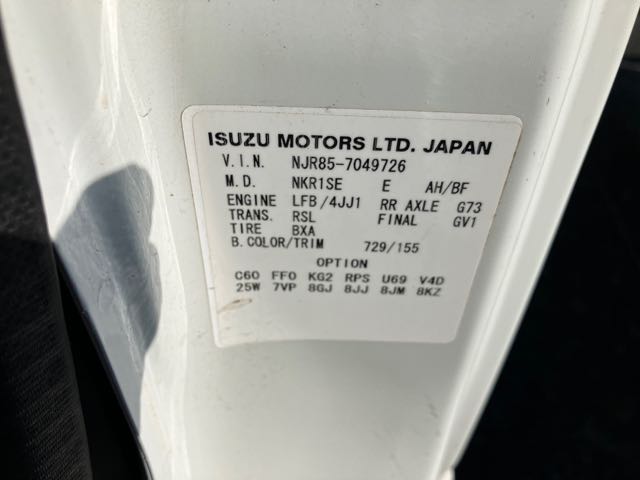 ISUZU MOTORS LTD. JAPAN
V.I.N. NJR85-7049726
M.D. NKR1SE E AH/BF
ENGINE LFB/4JJ1 RR AXLE G73
TRANS. RSL FINAL GV1
TIRE BXA
B.COLOR/TRIM 729/155
OPTION
C60 FF0 KG2 RPS U69 V4D
25W 7VP 8GJ 8JJ 8JM 8KZ